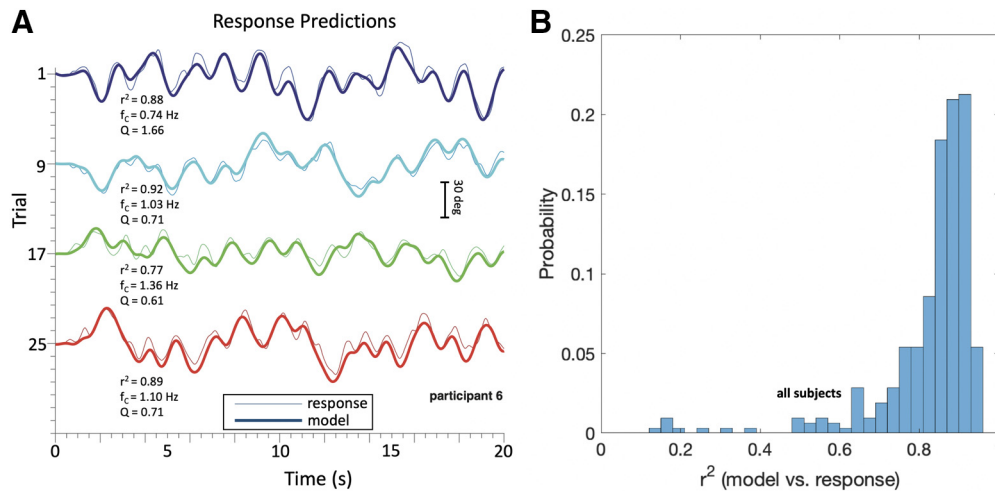 A
Response Predictions
Trial
1
r² = 0.88
f_C = 0.74 Hz
Q = 1.66
9
r² = 0.92
f_C = 1.03 Hz
Q = 0.71
30 deg
17
r² = 0.77
f_C = 1.36 Hz
Q = 0.61
25
r² = 0.89
f_C = 1.10 Hz
Q = 0.71
participant 6
response
model
0 5 10 15 20
Time (s)
B
0.25
0.2
0.15
0.1
0.05
0
Probability
all subjects
0 0.2 0.4 0.6 0.8
r² (model vs. response)